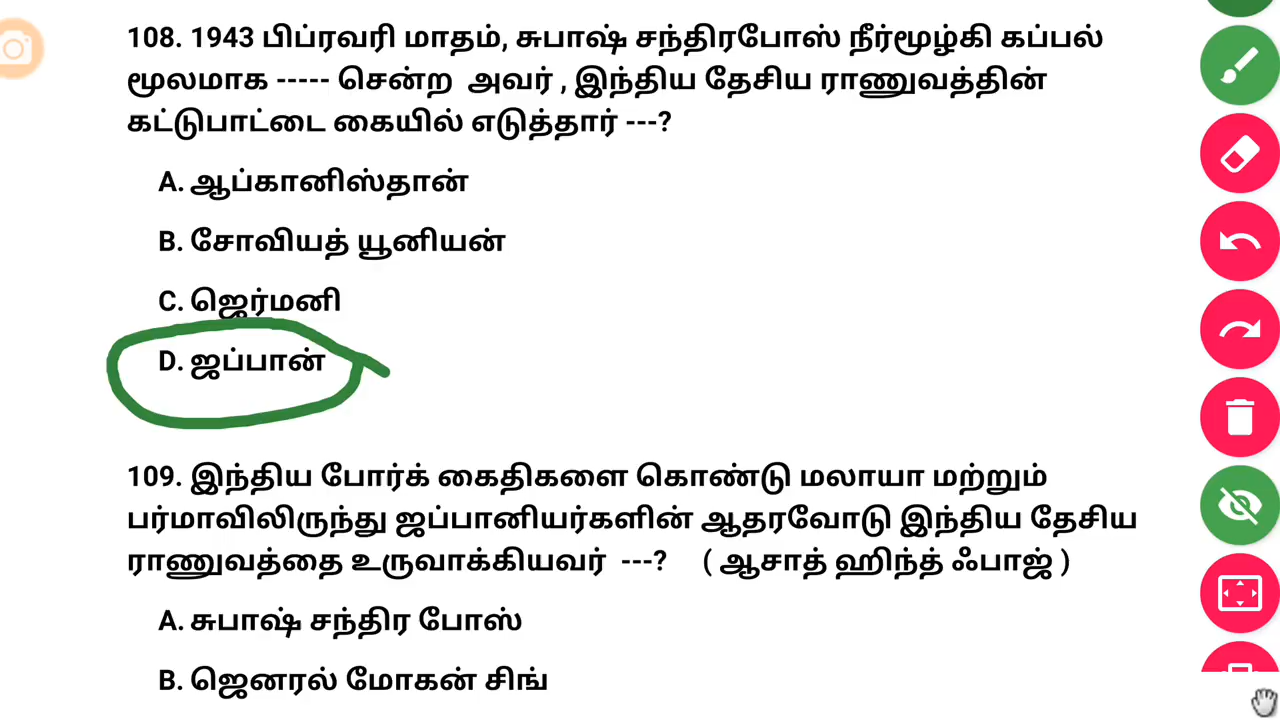 108. 1943 பிப்ரவரி மாதம், சுபாஷ் சந்திரபோஸ் நீர்மூழ்கி கப்பல்
மூலமாக ----- சென்ற அவர் , இந்திய தேசிய ராணுவத்தின்
கட்டுபாட்டை கையில் எடுத்தார் ---?
A. ஆப்கானிஸ்தான்
B. சோவியத் யூனியன்
C. ஜெர்மனி
D. ஜப்பான்
109. இந்திய போர்க் கைதிகளை கொண்டு மலாயா மற்றும்
பர்மாவிலிருந்து ஜப்பானியர்களின் ஆதரவோடு இந்திய தேசிய
ராணுவத்தை உருவாக்கியவர் ---? ( ஆசாத் ஹிந்த் ஃபாஜ் )
A. சுபாஷ் சந்திர போஸ்
B. ஜெனரல் மோகன் சிங்